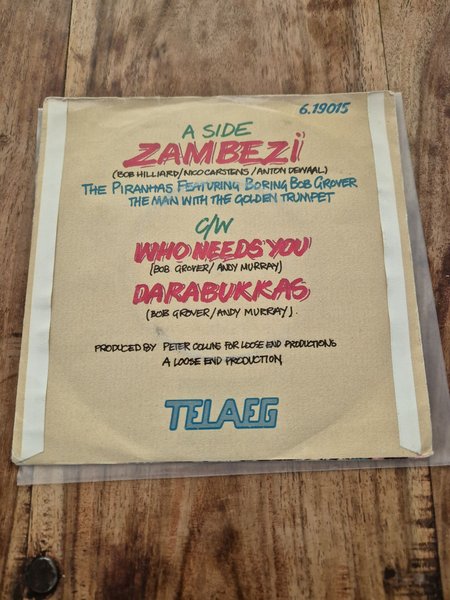 6.19015
A SIDE
ZAMBEZI
(BOB HILLIARD/NICO CARSTENS/ANTON DEWAAL)
THE PIRANHAS FEATURING BORING BOB GROVER
THE MAN WITH THE GOLDEN TRUMPET
C/W
WHO NEEDS YOU
(BOB GROVER/ANDY MURRAY)
DARABUKKAS
(BOB GROVER/ANDY MURRAY).
PRODUCED BY PETER COLLINS FOR LOOSE END PRODUCTIONS
A LOOSE END PRODUCTION
TELAEG